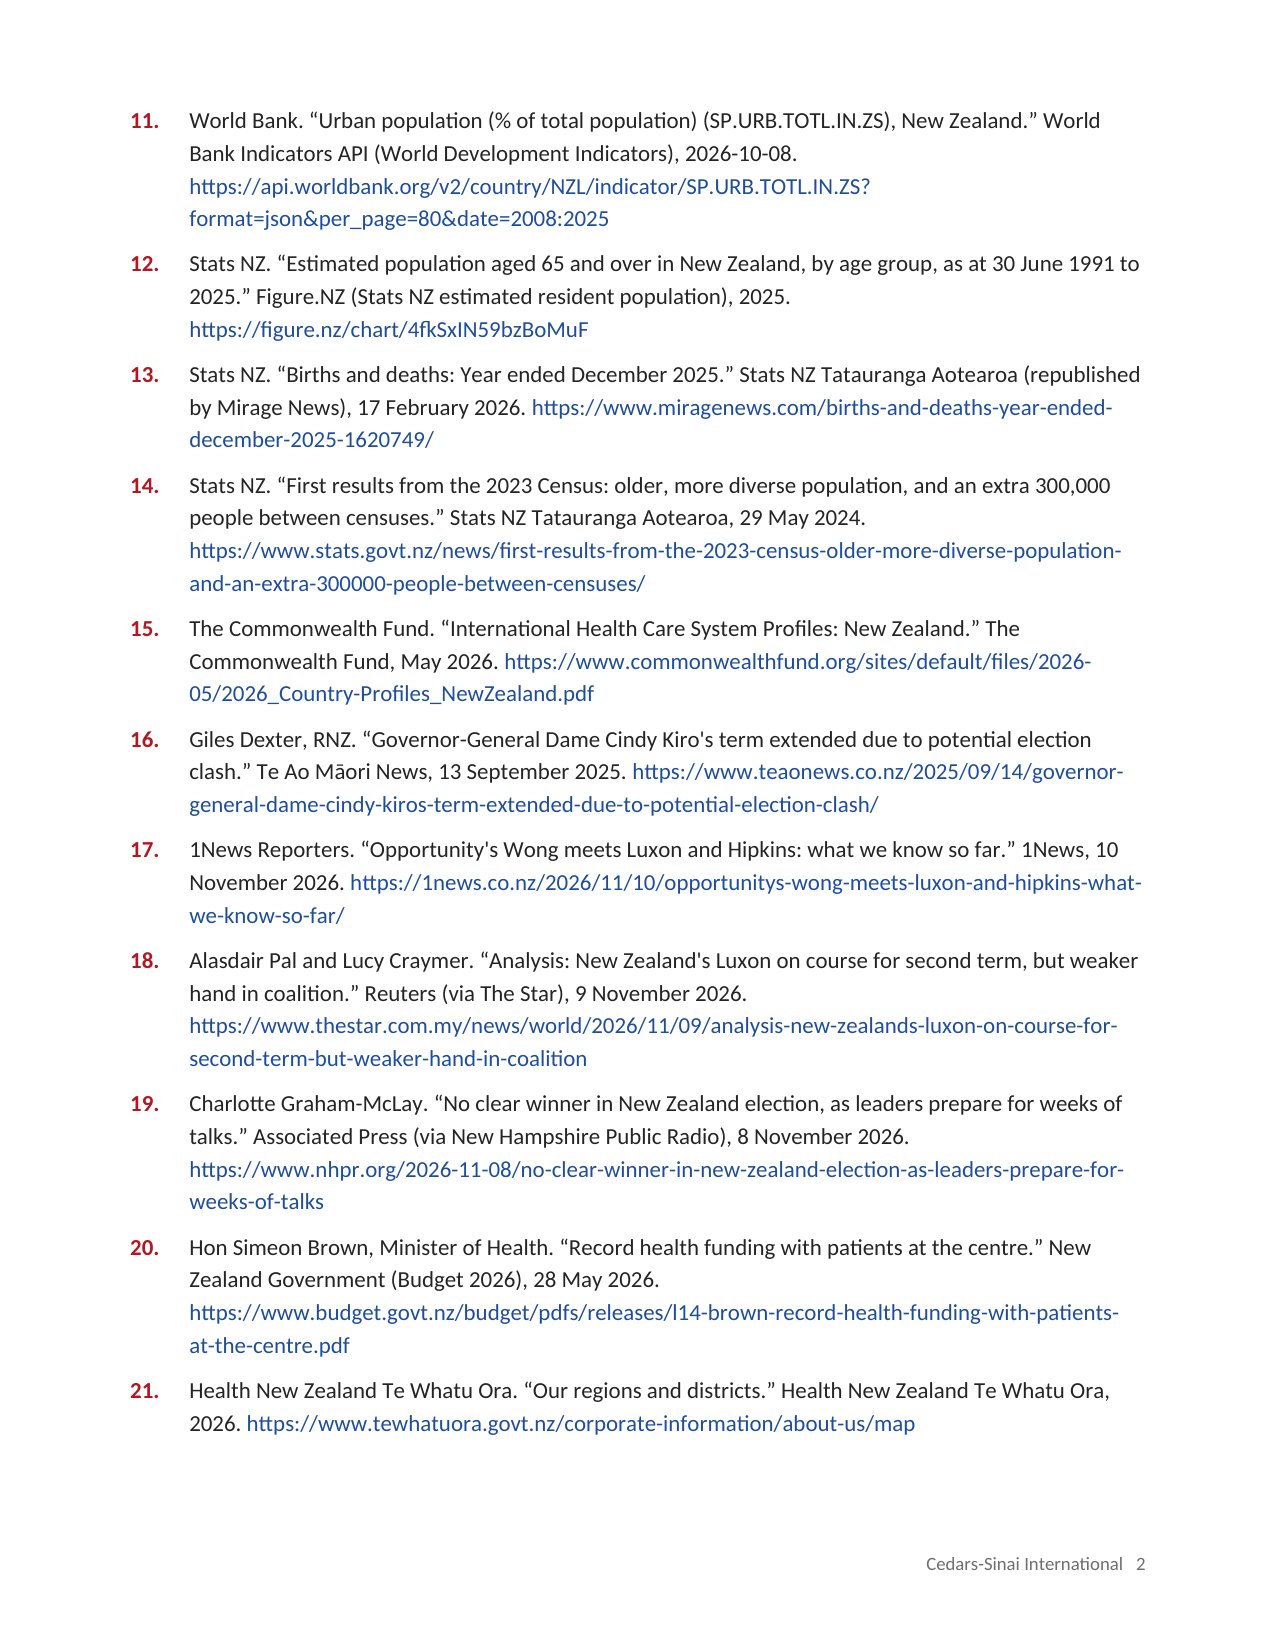 11. World Bank. “Urban population (% of total population) (SP.URB.TOTL.IN.ZS), New Zealand.” World
Bank Indicators API (World Development Indicators), 2026-10-08.
https://api.worldbank.org/v2/country/NZL/indicator/SP.URB.TOTL.IN.ZS?
format=json&per_page=80&date=2008:2025
12. Stats NZ. “Estimated population aged 65 and over in New Zealand, by age group, as at 30 June 1991 to
2025.” Figure.NZ (Stats NZ estimated resident population), 2025.
https://figure.nz/chart/4fkSxIN59bzBoMuF
13. Stats NZ. “Births and deaths: Year ended December 2025.” Stats NZ Tatauranga Aotearoa (republished
by Mirage News), 17 February 2026. https://www.miragenews.com/births-and-deaths-year-ended-
december-2025-1620749/
14. Stats NZ. “First results from the 2023 Census: older, more diverse population, and an extra 300,000
people between censuses.” Stats NZ Tatauranga Aotearoa, 29 May 2024.
https://www.stats.govt.nz/news/first-results-from-the-2023-census-older-more-diverse-population-
and-an-extra-300000-people-between-censuses/
15. The Commonwealth Fund. “International Health Care System Profiles: New Zealand.” The
Commonwealth Fund, May 2026. https://www.commonwealthfund.org/sites/default/files/2026-
05/2026_Country-Profiles_NewZealand.pdf
16. Giles Dexter, RNZ. “Governor-General Dame Cindy Kiro's term extended due to potential election
clash.” Te Ao Māori News, 13 September 2025. https://www.teaonews.co.nz/2025/09/14/governor-
general-dame-cindy-kiros-term-extended-due-to-potential-election-clash/
17. 1News Reporters. “Opportunity's Wong meets Luxon and Hipkins: what we know so far.” 1News, 10
November 2026. https://1news.co.nz/2026/11/10/opportunitys-wong-meets-luxon-and-hipkins-what-
we-know-so-far/
18. Alasdair Pal and Lucy Craymer. “Analysis: New Zealand's Luxon on course for second term, but weaker
hand in coalition.” Reuters (via The Star), 9 November 2026.
https://www.thestar.com.my/news/world/2026/11/09/analysis-new-zealands-luxon-on-course-for-
second-term-but-weaker-hand-in-coalition
19. Charlotte Graham-McLay. “No clear winner in New Zealand election, as leaders prepare for weeks of
talks.” Associated Press (via New Hampshire Public Radio), 8 November 2026.
https://www.nhpr.org/2026-11-08/no-clear-winner-in-new-zealand-election-as-leaders-prepare-for-
weeks-of-talks
20. Hon Simeon Brown, Minister of Health. “Record health funding with patients at the centre.” New
Zealand Government (Budget 2026), 28 May 2026.
https://www.budget.govt.nz/budget/pdfs/releases/l14-brown-record-health-funding-with-patients-
at-the-centre.pdf
21. Health New Zealand Te Whatu Ora. “Our regions and districts.” Health New Zealand Te Whatu Ora,
2026. https://www.tewhatuora.govt.nz/corporate-information/about-us/map
Cedars-Sinai International 2